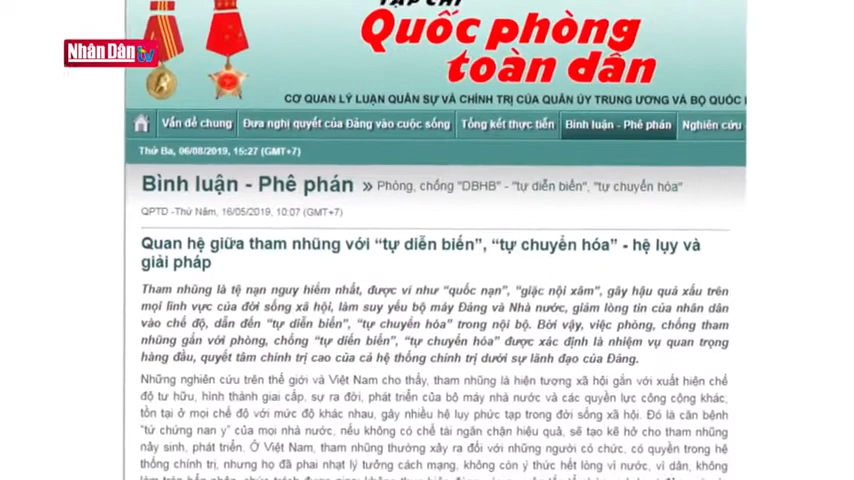 TẠP CHÍ
Quốc phòng
toàn dân
Nhân Dân tv
CƠ QUAN LÝ LUẬN QUÂN SỰ VÀ CHÍNH TRỊ CỦA QUÂN ỦY TRUNG ƯƠNG VÀ BỘ QUỐC
Vấn đề chung Đưa nghị quyết của Đảng vào cuộc sống Tổng kết thực tiễn Bình luận - Phê phán Nghiên cứu
Thứ Ba, 06/08/2019, 15:27 (GMT+7)
Bình luận - Phê phán » Phòng, chống "DBHB" - "tự diễn biến", "tự chuyển hóa"
QPTD -Thứ Năm, 16/05/2019, 10:07 (GMT+7)
Quan hệ giữa tham nhũng với “tự diễn biến”, “tự chuyển hóa” - hệ lụy và
giải pháp
Tham nhũng là tệ nạn nguy hiểm nhất, được ví như “quốc nạn”, “giặc nội xâm”, gây hậu quả xấu trên
mọi lĩnh vực của đời sống xã hội, làm suy yếu bộ máy Đảng và Nhà nước, giảm lòng tin của nhân dân
vào chế độ, dẫn đến “tự diễn biến”, “tự chuyển hóa” trong nội bộ. Bởi vậy, việc phòng, chống tham
nhũng gắn với phòng, chống “tự diễn biến”, “tự chuyển hóa” được xác định là nhiệm vụ quan trọng
hàng đầu, quyết tâm chính trị cao của cả hệ thống chính trị dưới sự lãnh đạo của Đảng.
Những nghiên cứu trên thế giới và Việt Nam cho thấy, tham nhũng là hiện tượng xã hội gắn với xuất hiện chế
độ tư hữu, hình thành giai cấp, sự ra đời, phát triển của bộ máy nhà nước và các quyền lực công cộng khác,
tồn tại ở mọi chế độ với mức độ khác nhau, gây nhiều hệ lụy phức tạp trong đời sống xã hội. Đó là căn bệnh
“tứ chứng nan y” của mọi nhà nước, nếu không có chế tài ngăn chặn hiệu quả, sẽ tạo kẽ hở cho tham nhũng
nảy sinh, phát triển. Ở Việt Nam, tham nhũng thường xảy ra đối với những người có chức, có quyền trong hệ
thống chính trị, nhưng họ đã phai nhạt lý tưởng cách mạng, không còn ý thức hết lòng vì nước, vì dân, không